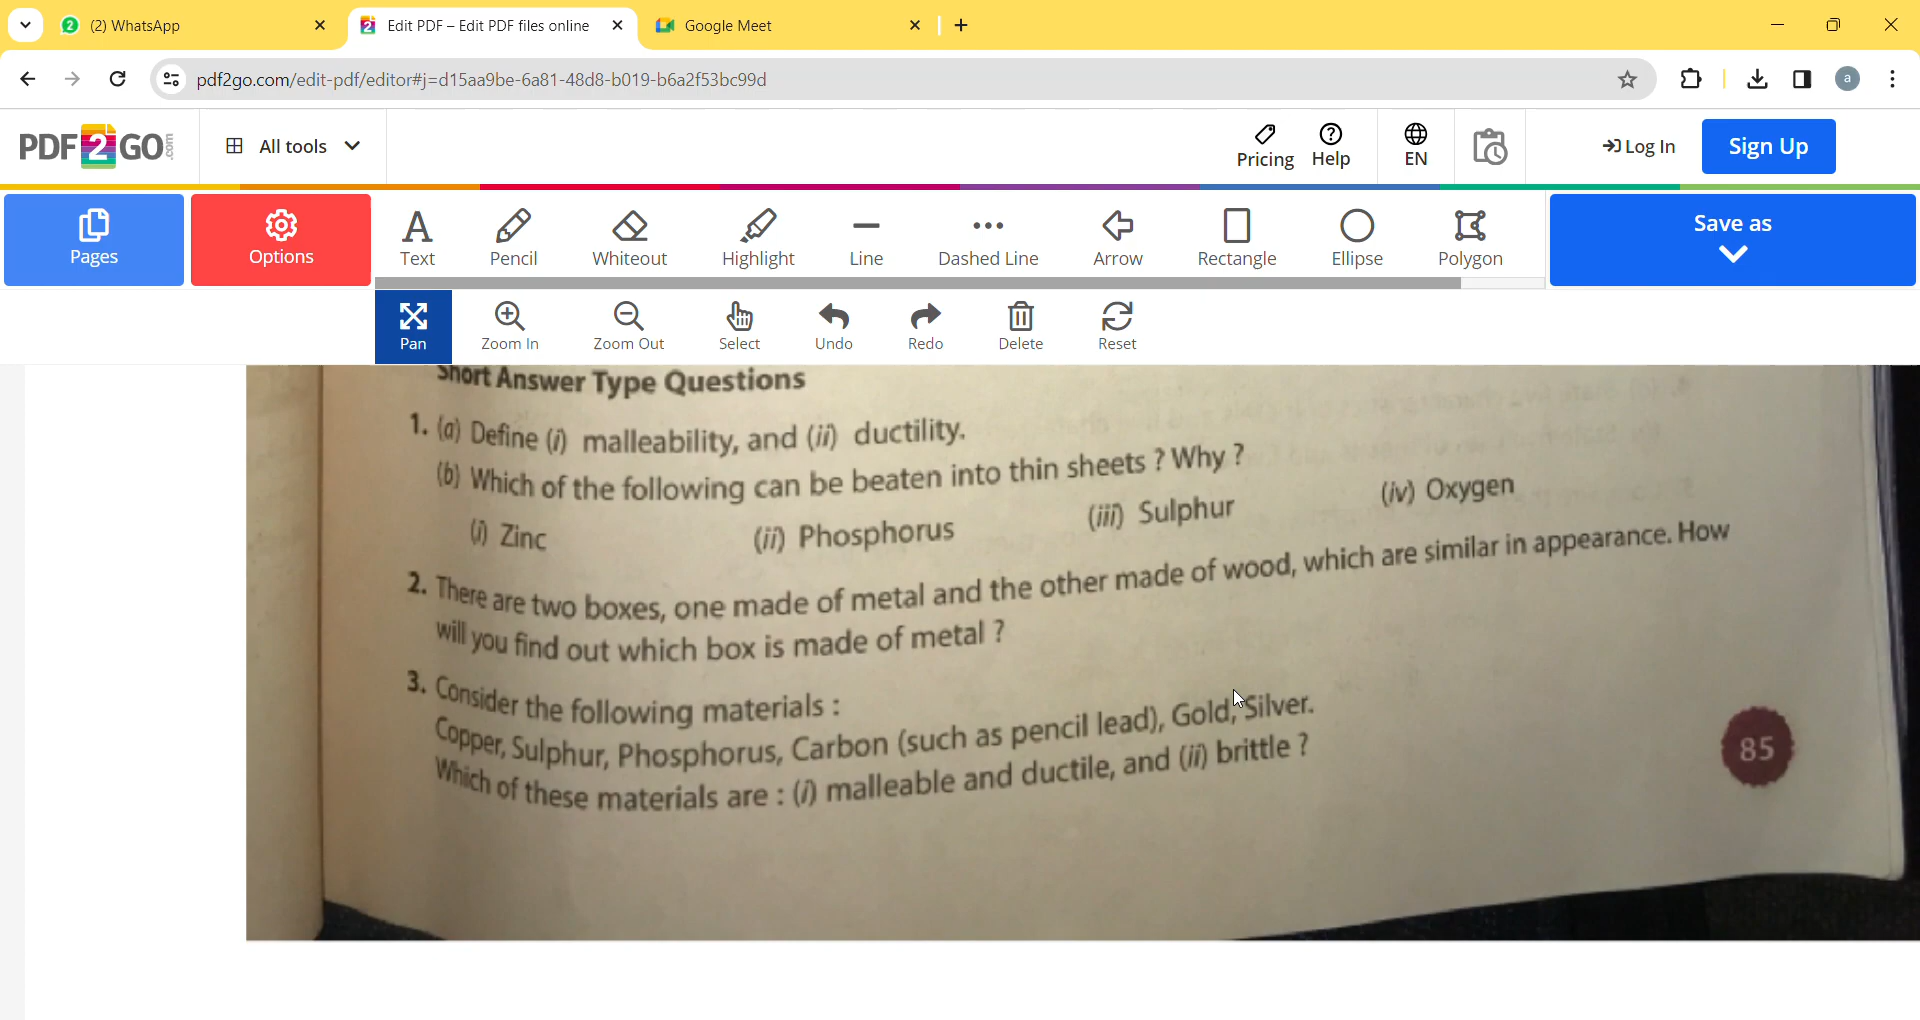 (2) WhatsApp
Edit PDF – Edit PDF files online
Google Meet
pdf2go.com/edit-pdf/editor#j=d15aa9be-6a81-48d8-b019-b6a2f53bc99d
a
PDF2GO.com
All tools
Pricing
Help
EN
Log In
Sign Up
Pages
Options
Text
Pencil
Whiteout
Highlight
Line
Dashed Line
Arrow
Rectangle
Ellipse
Polygon
Save as
Pan
Zoom In
Zoom Out
Select
Undo
Redo
Delete
Reset
Short Answer Type Questions
1. (a) Define (i) malleability, and (ii) ductility.
(b) Which of the following can be beaten into thin sheets ? Why ?
(i) Zinc (ii) Phosphorus (iii) Sulphur (iv) Oxygen
2. There are two boxes, one made of metal and the other made of wood, which are similar in appearance. How
will you find out which box is made of metal ?
3. Consider the following materials :
Copper, Sulphur, Phosphorus, Carbon (such as pencil lead), Gold, Silver.
Which of these materials are : (i) malleable and ductile, and (ii) brittle ?
85